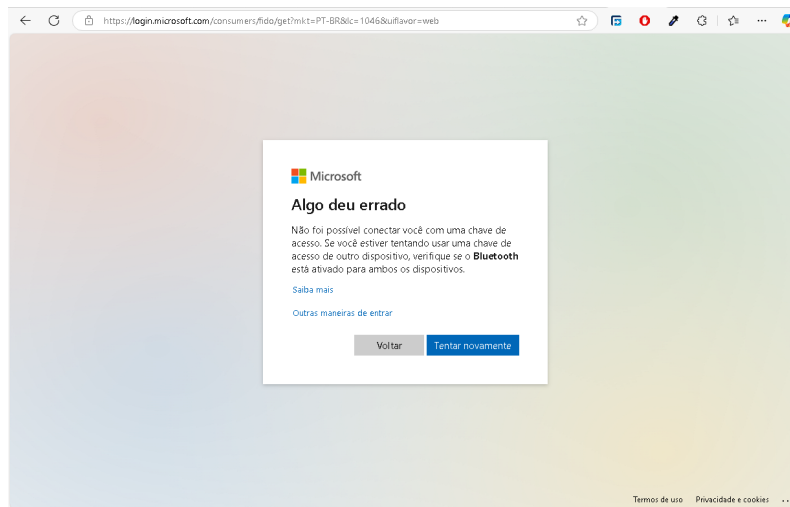 https://login.microsoft.com/consumers/fido/get?mkt=PT-BR&lc=1046&uiflavor=web
Microsoft
Algo deu errado
Não foi possível conectar você com uma chave de
acesso. Se você estiver tentando usar uma chave de
acesso de outro dispositivo, verifique se o Bluetooth
está ativado para ambos os dispositivos.
Saiba mais
Outras maneiras de entrar
Voltar
Tentar novamente
Termos de uso
Privacidade e cookies